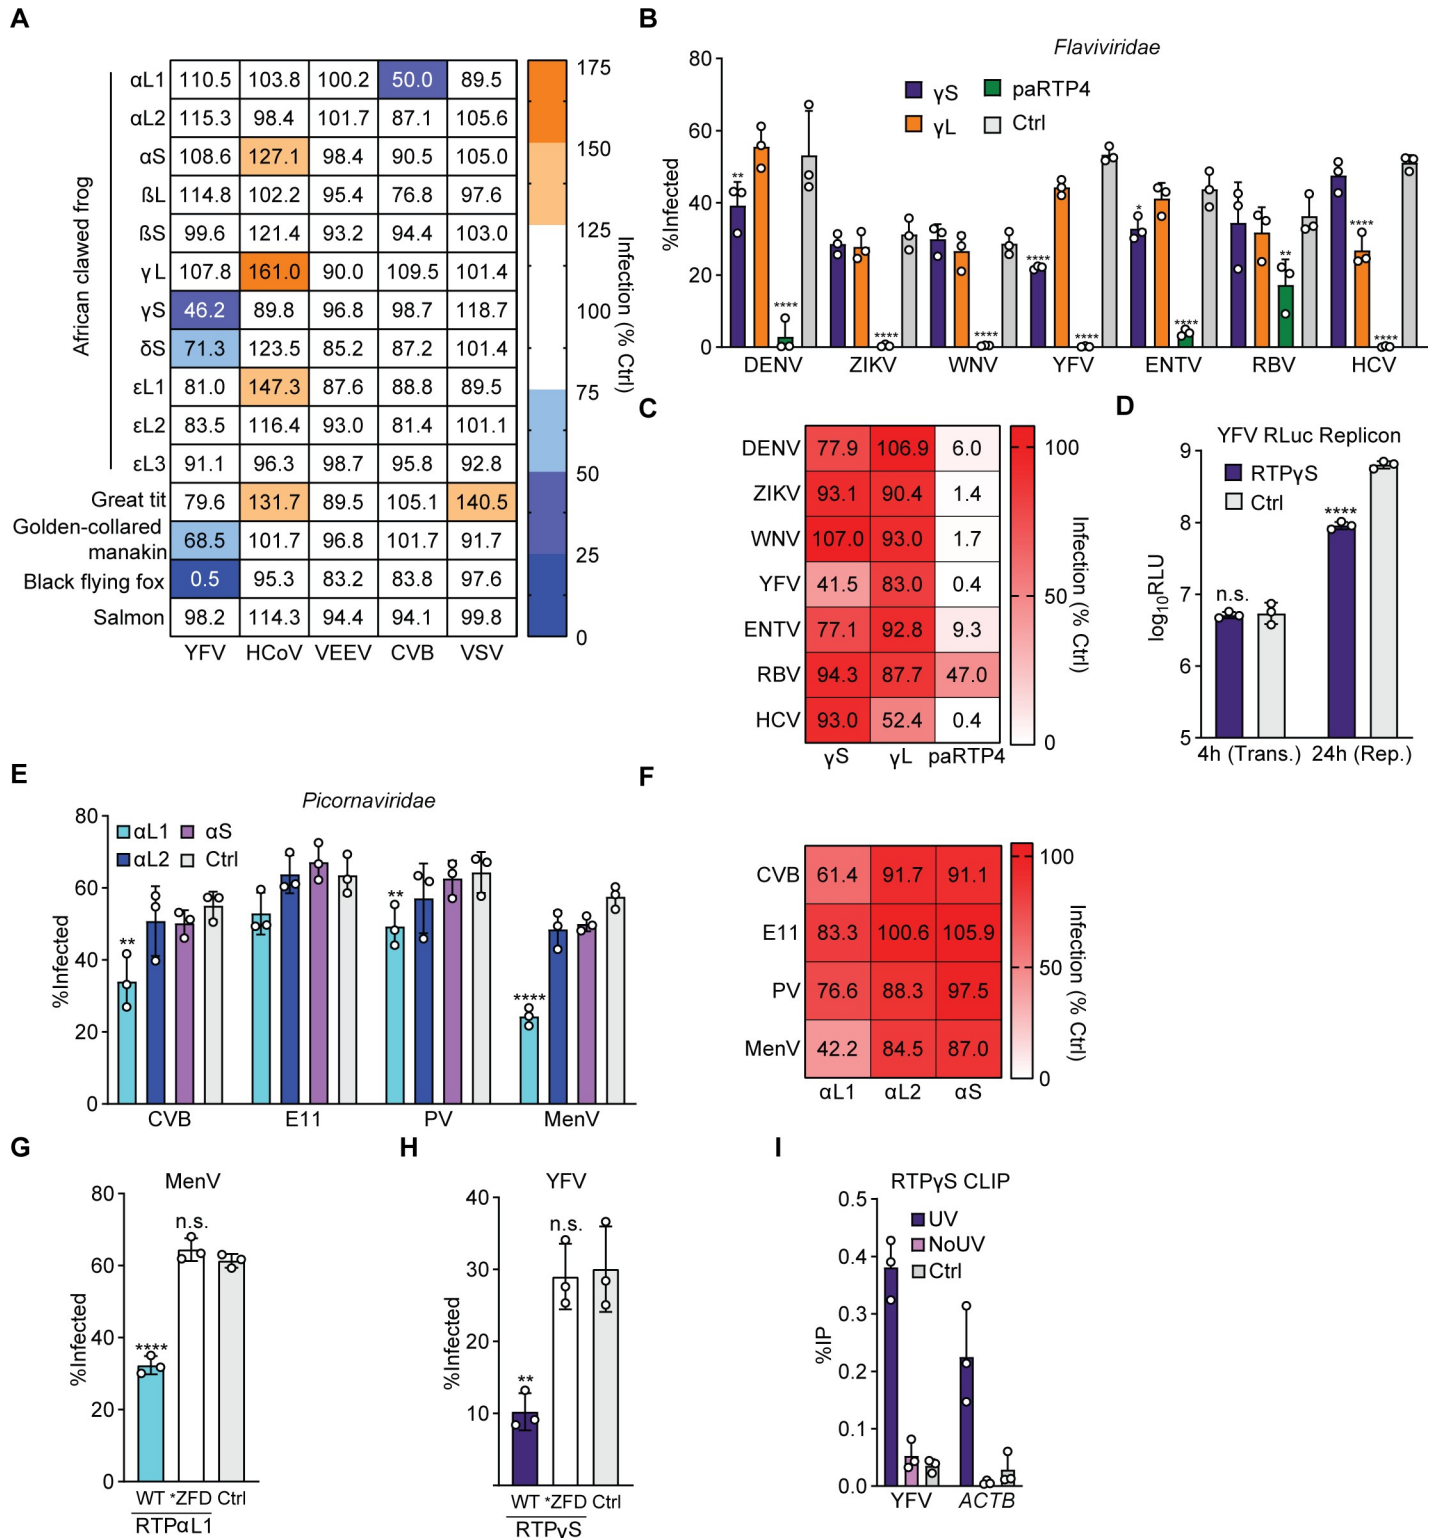 A
African clawed frog
αL1 110.5 103.8 100.2 50.0 89.5
αL2 115.3 98.4 101.7 87.1 105.6
αS 108.6 127.1 98.4 90.5 105.0
ßL 114.8 102.2 95.4 76.8 97.6
ßS 99.6 121.4 93.2 94.4 103.0
γL 107.8 161.0 90.0 109.5 101.4
γS 46.2 89.8 96.8 98.7 118.7
δS 71.3 123.5 85.2 87.2 101.4
εL1 81.0 147.3 87.6 88.8 89.5
εL2 83.5 116.4 93.0 81.4 101.1
εL3 91.1 96.3 98.7 95.8 92.8
Great tit 79.6 131.7 89.5 105.1 140.5
Golden-collared
manakin 68.5 101.7 96.8 101.7 91.7
Black flying fox 0.5 95.3 83.2 83.8 97.6
Salmon 98.2 114.3 94.4 94.1 99.8
YFV HCoV VEEV CVB VSV
175
150
125
100
75
50
25
0
Infection (% Ctrl)
B
Flaviviridae
γS paRTP4
γL Ctrl
%Infected
80
60
40
20
0
** **** **** **** **** **** * **** ** **** ****
DENV ZIKV WNV YFV ENTV RBV HCV
C
DENV 77.9 106.9 6.0
ZIKV 93.1 90.4 1.4
WNV 107.0 93.0 1.7
YFV 41.5 83.0 0.4
ENTV 77.1 92.8 9.3
RBV 94.3 87.7 47.0
HCV 93.0 52.4 0.4
γS γL paRTP4
100
50
0
Infection (% Ctrl)
D
YFV RLuc Replicon
RTPγS
Ctrl
log10RLU
9
8
7
6
5
n.s. ****
4h (Trans.) 24h (Rep.)
E
Picornaviridae
αL1 αS
αL2 Ctrl
%Infected
80
60
40
20
0
** ** ****
CVB E11 PV MenV
F
CVB 61.4 91.7 91.1
E11 83.3 100.6 105.9
PV 76.6 88.3 97.5
MenV 42.2 84.5 87.0
αL1 αL2 αS
100
50
0
Infection (% Ctrl)
G
MenV
%Infected
80
60
40
20
0
**** n.s.
WT *ZFD Ctrl
RTPαL1
H
YFV
%Infected
40
30
20
10
** n.s.
WT *ZFD Ctrl
RTPγS
I
RTPγS CLIP
UV
NoUV
Ctrl
%IP
0.5
0.4
0.3
0.2
0.1
0.0
YFV ACTB